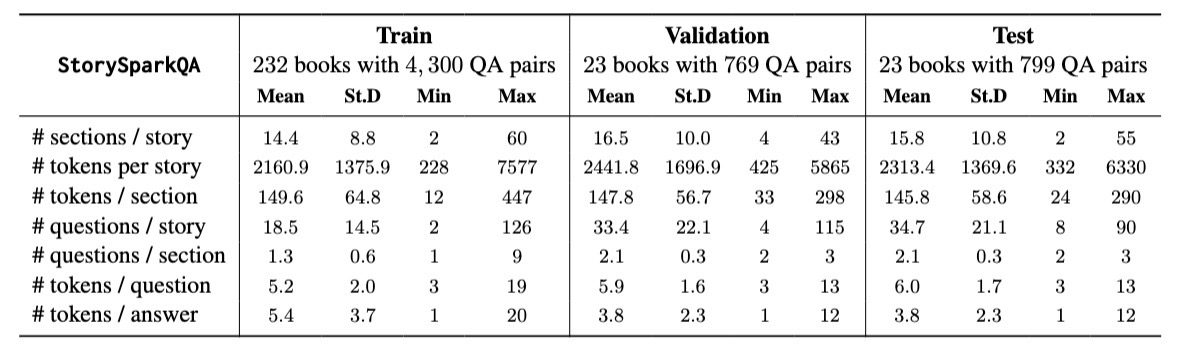 Train Validation Test
StorySparkQA 232 books with 4, 300 QA pairs 23 books with 769 QA pairs 23 books with 799 QA pairs
Mean St.D Min Max Mean St.D Min Max Mean St.D Min Max
# sections / story 14.4 8.8 2 60 16.5 10.0 4 43 15.8 10.8 2 55
# tokens per story 2160.9 1375.9 228 7577 2441.8 1696.9 425 5865 2313.4 1369.6 332 6330
# tokens / section 149.6 64.8 12 447 147.8 56.7 33 298 145.8 58.6 24 290
# questions / story 18.5 14.5 2 126 33.4 22.1 4 115 34.7 21.1 8 90
# questions / section 1.3 0.6 1 9 2.1 0.3 2 3 2.1 0.3 2 3
# tokens / question 5.2 2.0 3 19 5.9 1.6 3 13 6.0 1.7 3 13
# tokens / answer 5.4 3.7 1 20 3.8 2.3 1 12 3.8 2.3 1 12